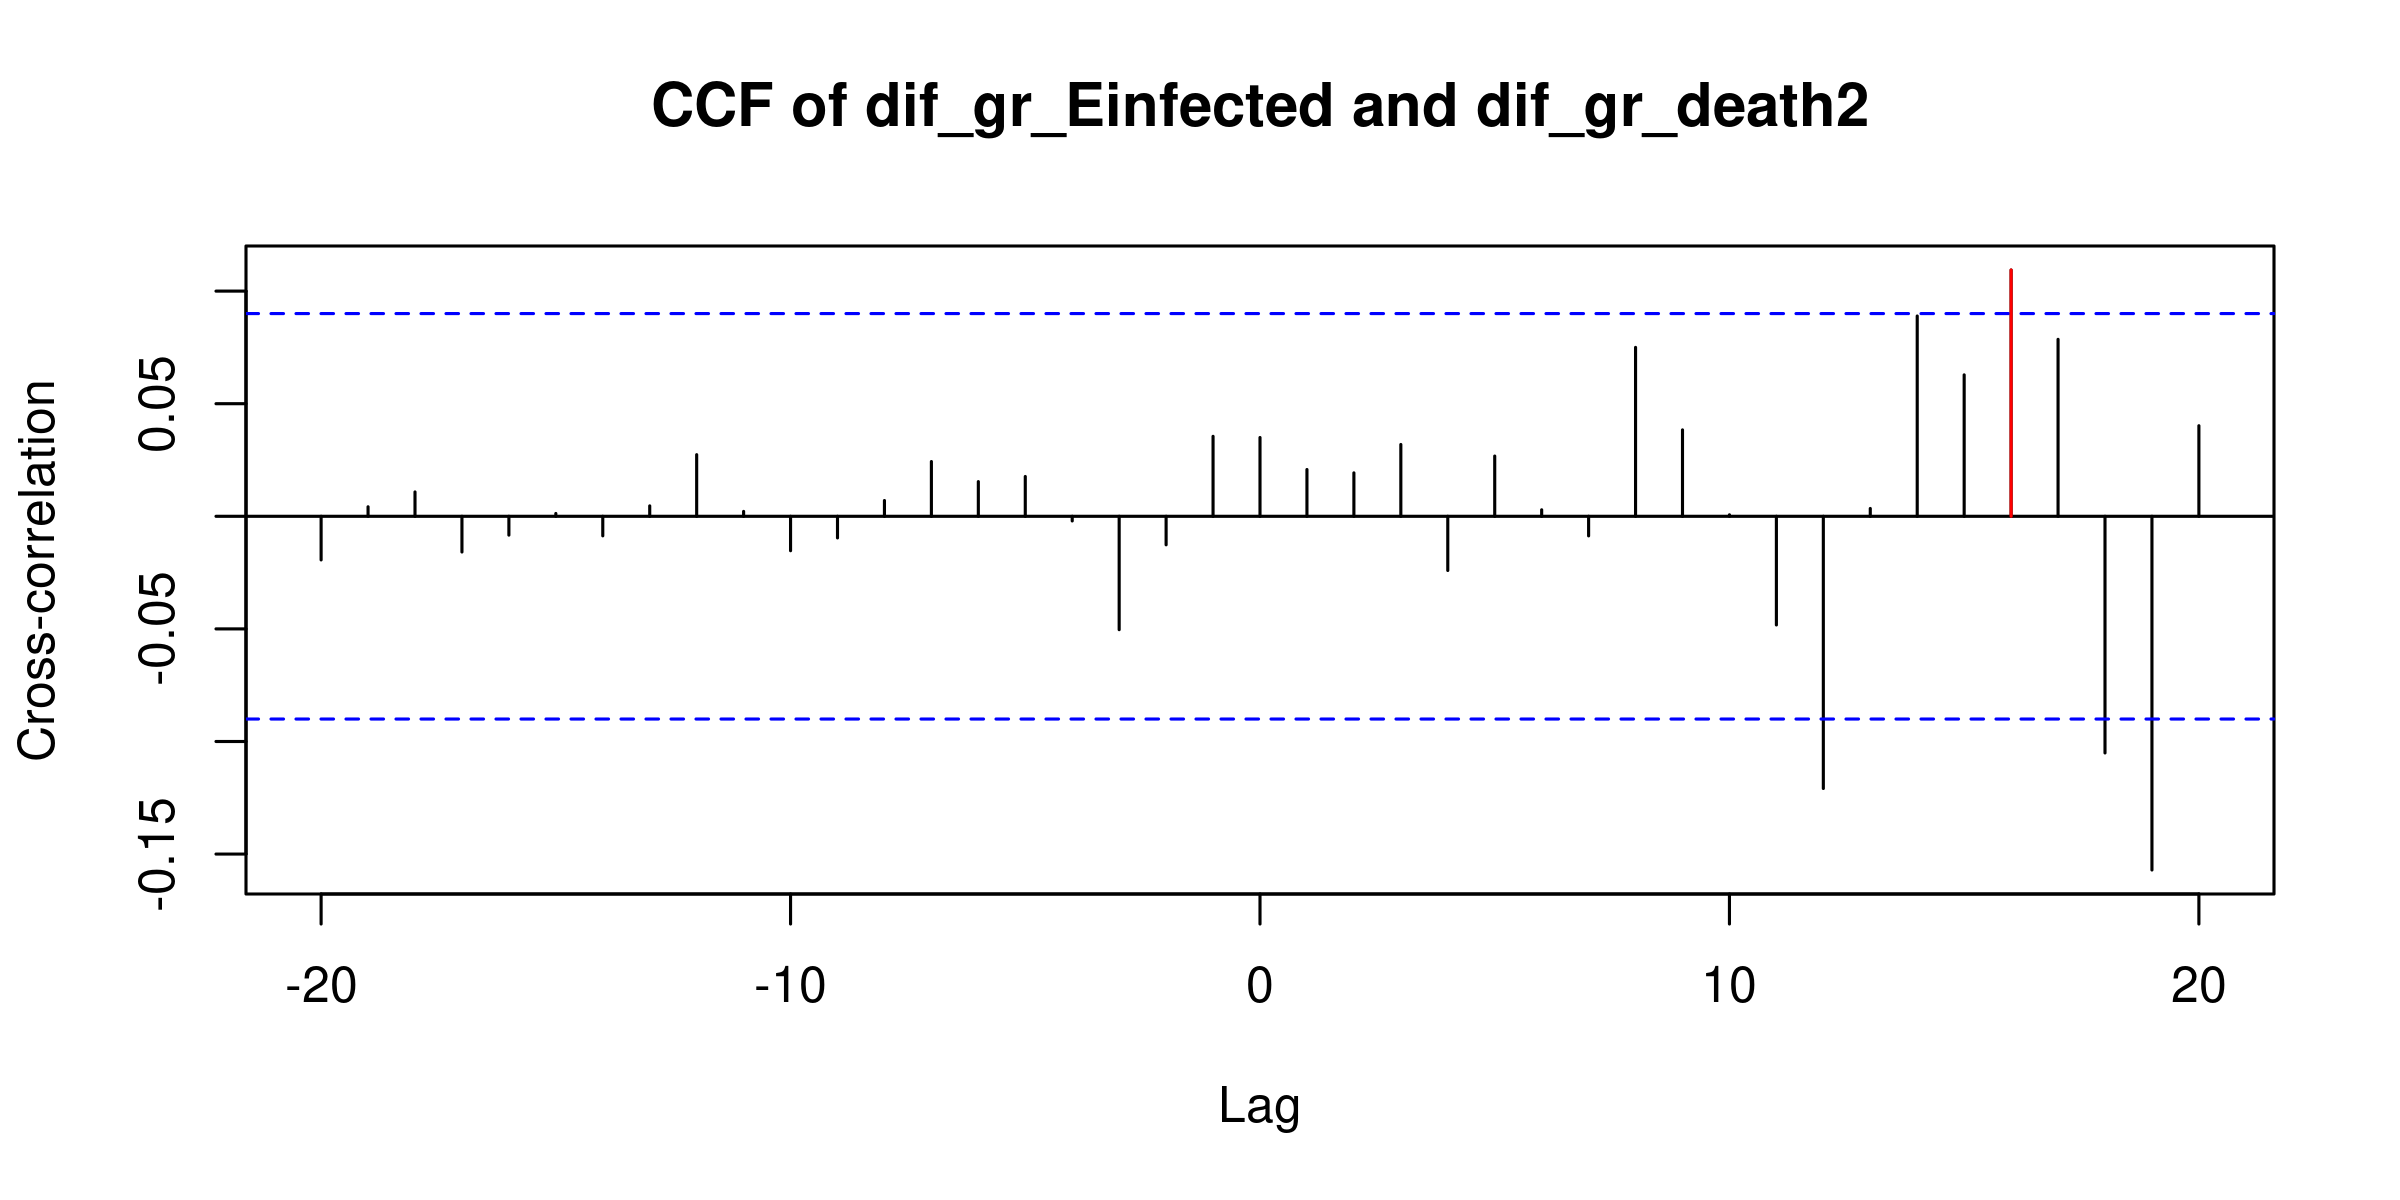 CCF of dif_gr_Einfected and dif_gr_death2
Cross-correlation
0.05
-0.05
-0.15
-20 -10 0 10 20
Lag